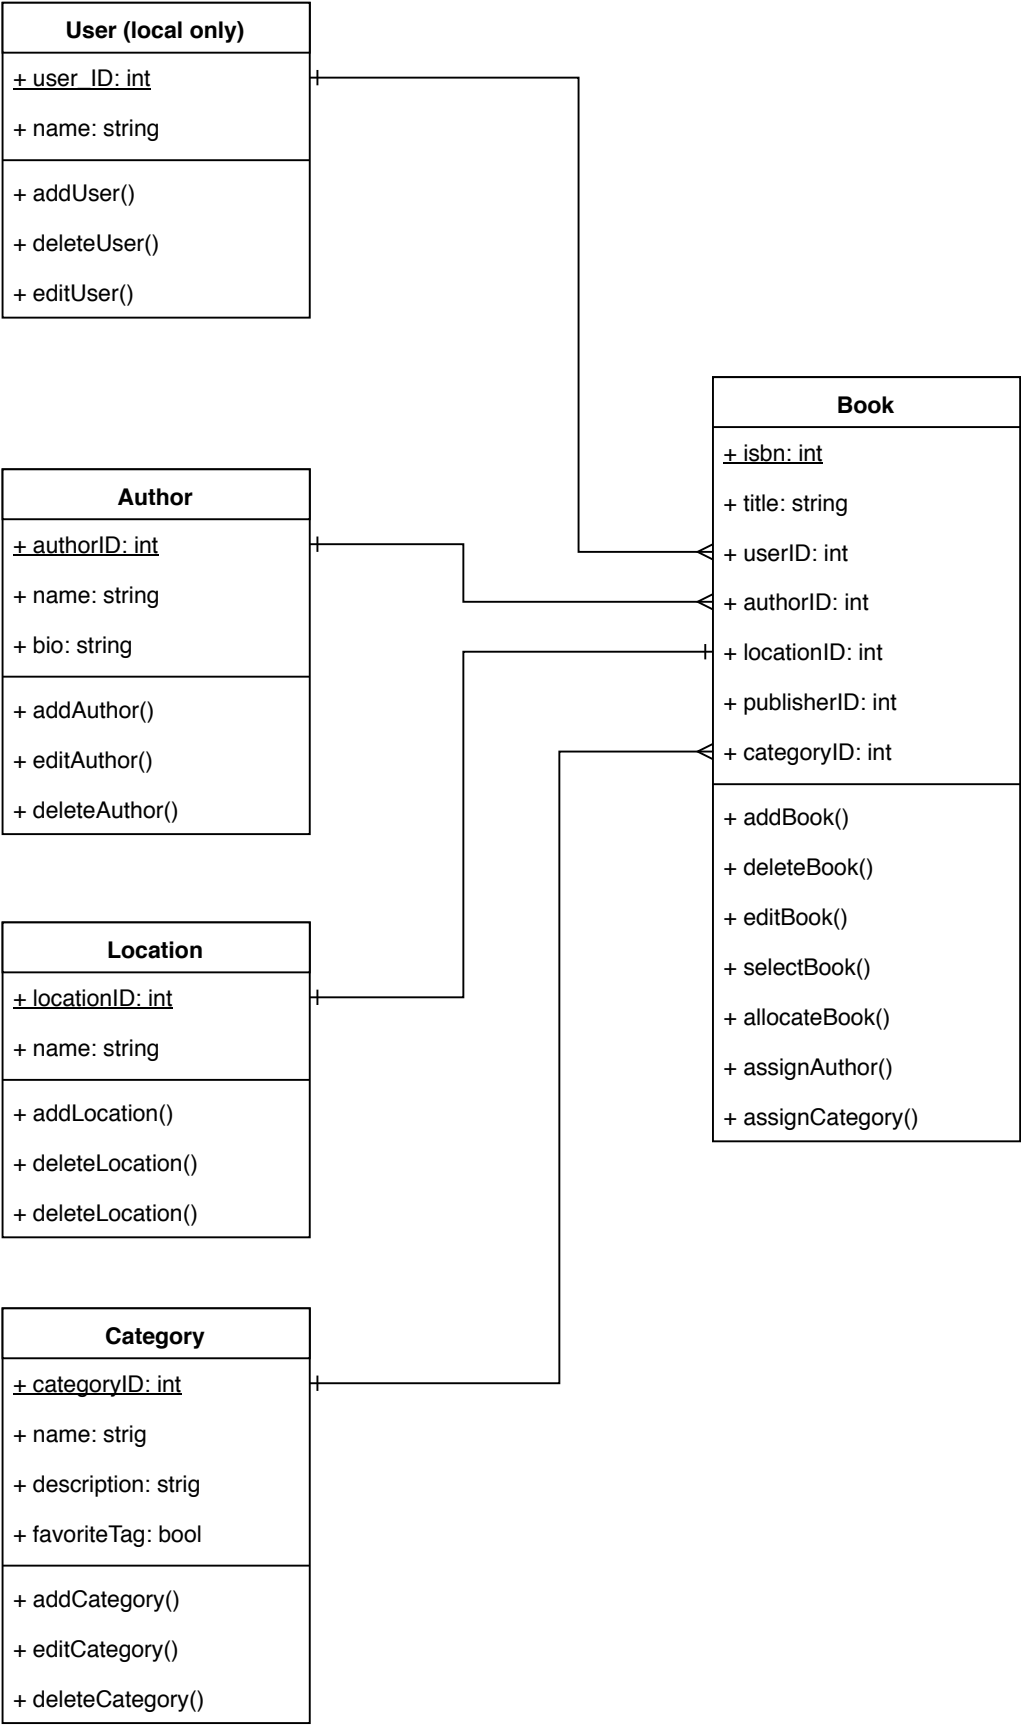 User (local only)
+ user_ID: int
+ name: string
+ addUser()
+ deleteUser()
+ editUser()
Author
+ authorID: int
+ name: string
+ bio: string
+ addAuthor()
+ editAuthor()
+ deleteAuthor()
Location
+ locationID: int
+ name: string
+ addLocation()
+ deleteLocation()
+ deleteLocation()
Category
+ categoryID: int
+ name: strig
+ description: strig
+ favoriteTag: bool
+ addCategory()
+ editCategory()
+ deleteCategory()
Book
+ isbn: int
+ title: string
+ userID: int
+ authorID: int
+ locationID: int
+ publisherID: int
+ categoryID: int
+ addBook()
+ deleteBook()
+ editBook()
+ selectBook()
+ allocateBook()
+ assignAuthor()
+ assignCategory()